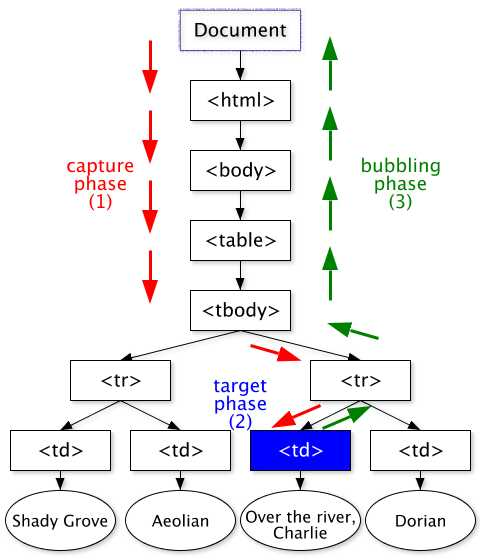 Document
<html>
capture
phase
(1)
<body>
bubbling
phase
(3)
<table>
<tbody>
<tr>
target
phase
(2)
<tr>
<td>
<td>
<td>
<td>
Shady Grove
Aeolian
Over the river,
Charlie
Dorian